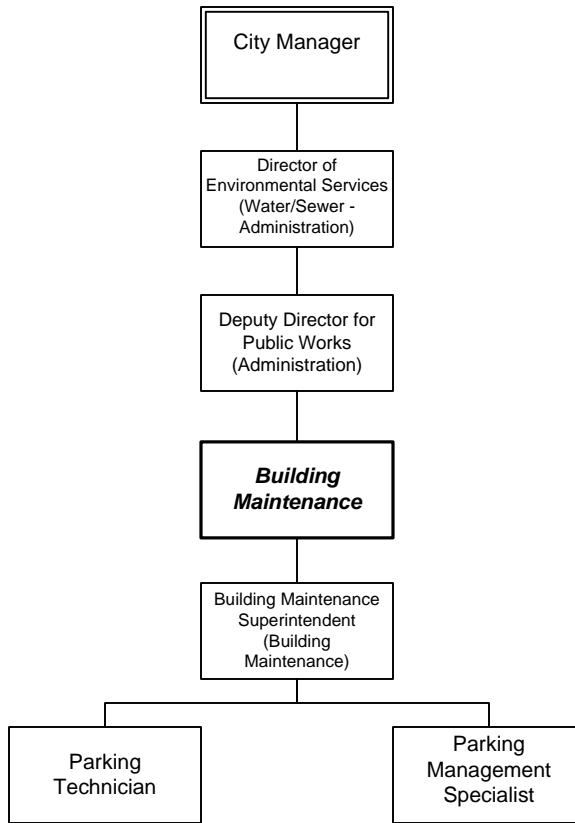 City Manager
Director of
Environmental Services
(Water/Sewer -
Administration)
Deputy Director for
Public Works
(Administration)
Building
Maintenance
Building Maintenance
Superintendent
(Building
Maintenance)
Parking
Technician
Parking
Management
Specialist